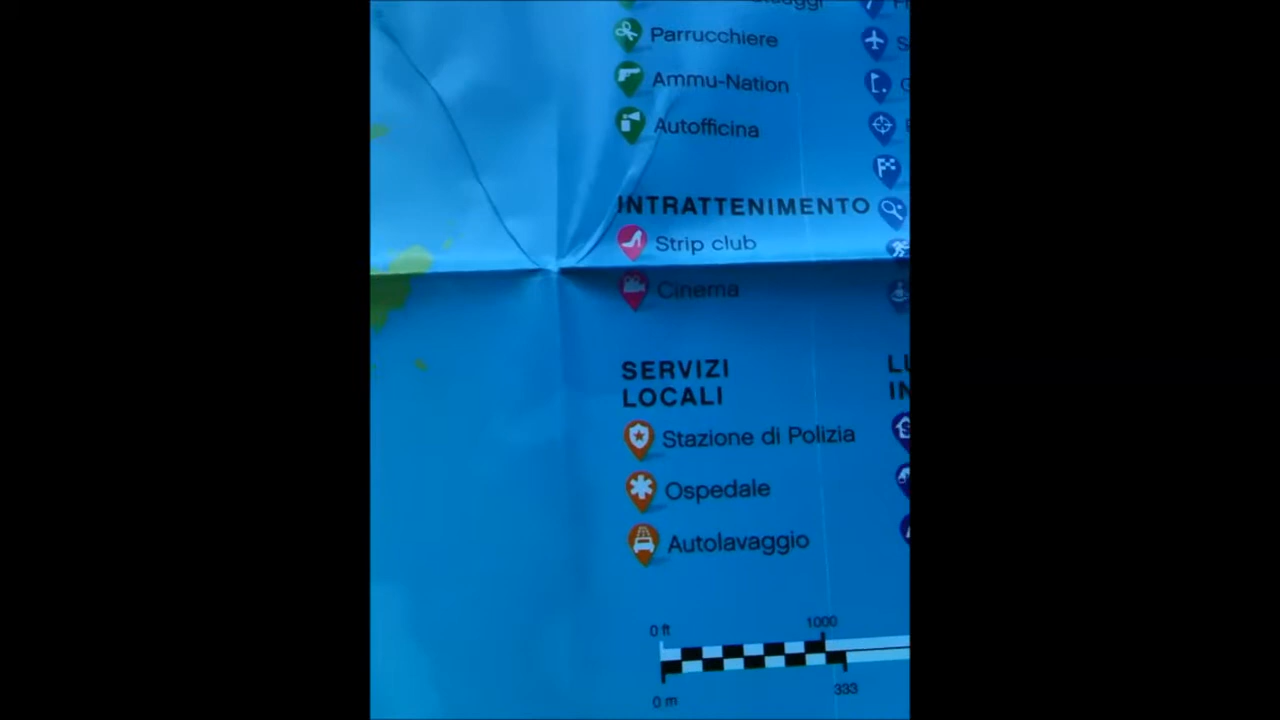 Parrucchiere
Ammu-Nation
Autofficina
INTRATTENIMENTO
Strip club
Cinema
SERVIZI
LOCALI
Stazione di Polizia
Ospedale
Autolavaggio
0 ft 1000
0 m 333